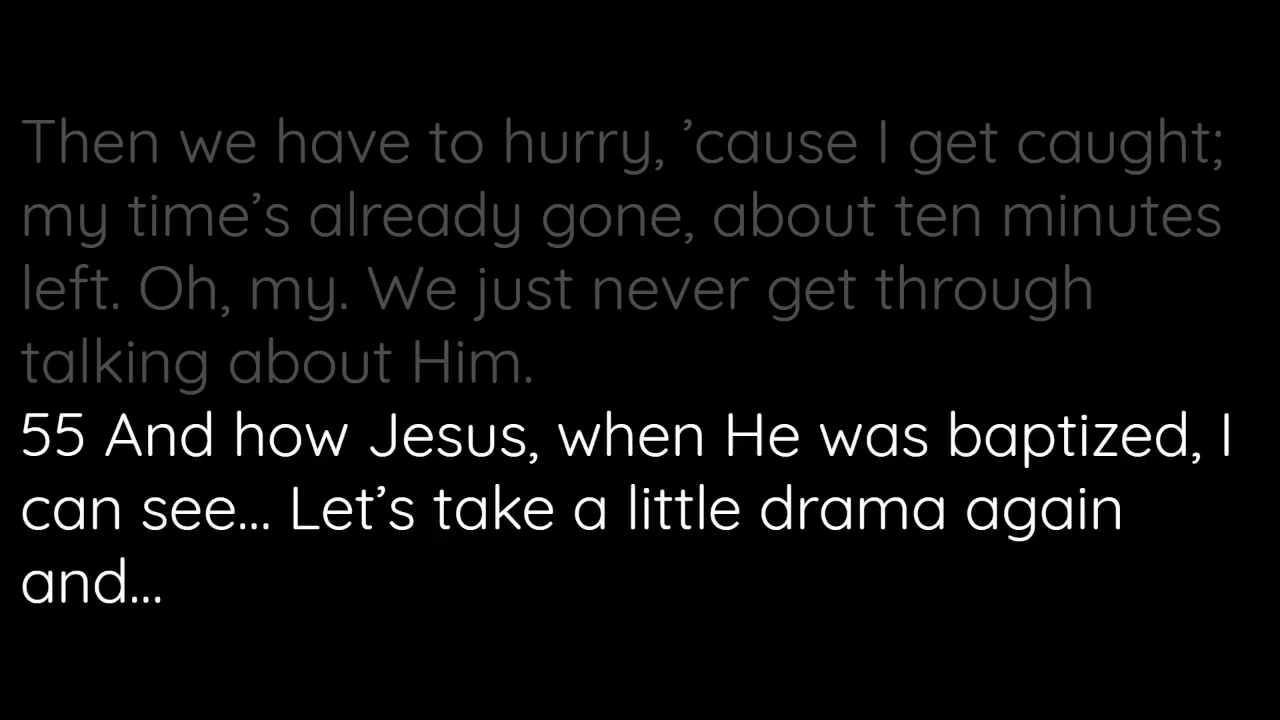 Then we have to hurry, ’cause I get caught;
my time’s already gone, about ten minutes
left. Oh, my. We just never get through
talking about Him.
55 And how Jesus, when He was baptized, I
can see... Let’s take a little drama again
and...